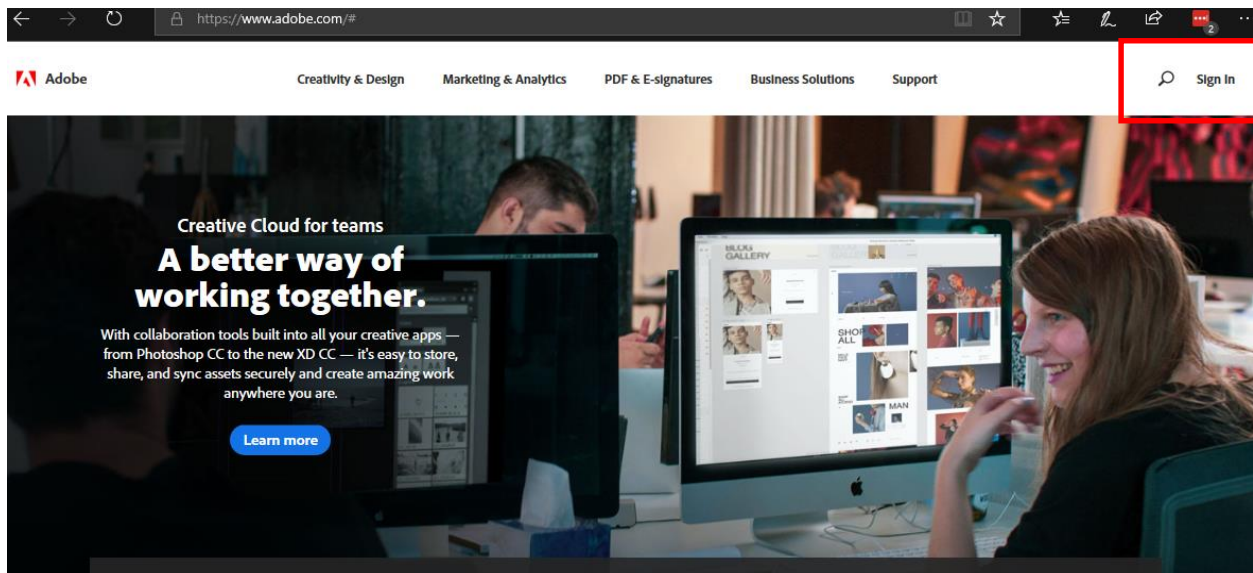 https://www.adobe.com/#
2
Adobe
Creativity & Design
Marketing & Analytics
PDF & E-signatures
Business Solutions
Support
Sign In
Creative Cloud for teams
A better way of
working together.
With collaboration tools built into all your creative apps —
from Photoshop CC to the new XD CC — it's easy to store,
share, and sync assets securely and create amazing work
anywhere you are.
Learn more
BLOG
GALLERY
SHOP
ALL
MAN